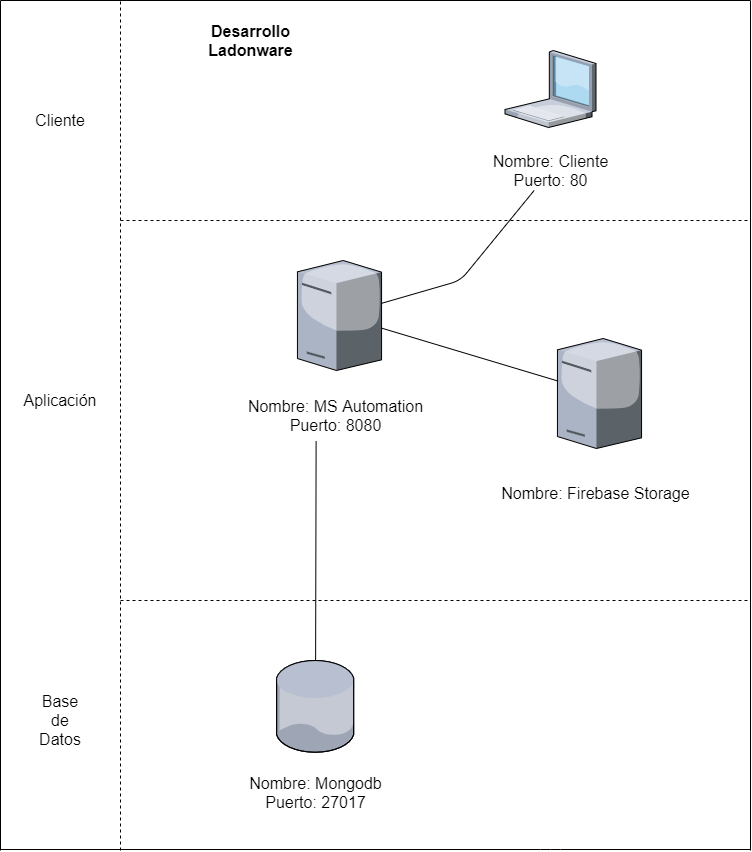 Desarrollo
Ladonware
Cliente
Nombre: Cliente
Puerto: 80
Aplicación
Nombre: MS Automation
Puerto: 8080
Nombre: Firebase Storage
Base
de
Datos
Nombre: Mongodb
Puerto: 27017